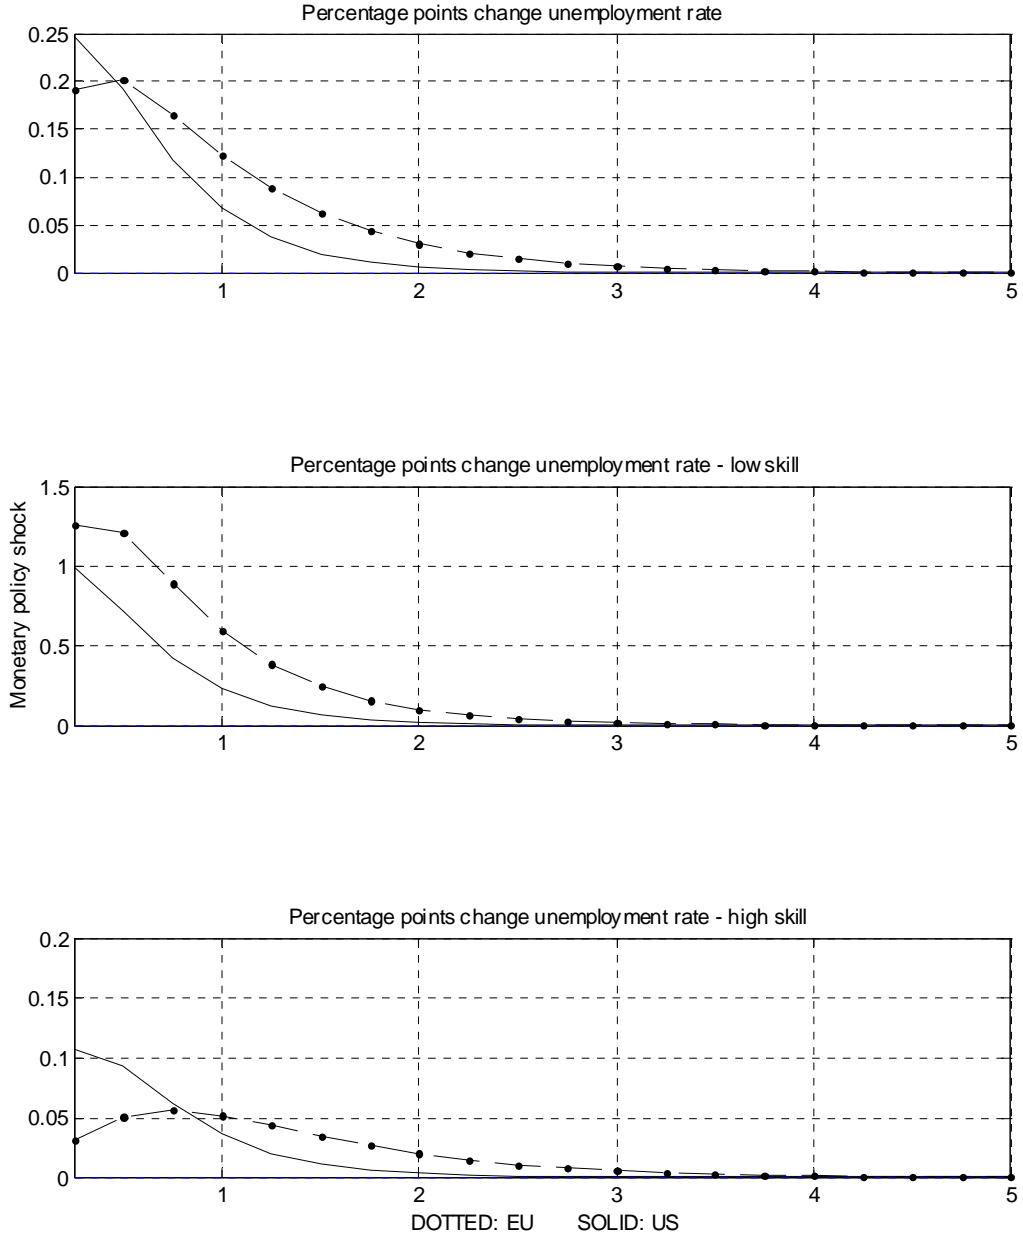 Percentage points change unemployment rate
0.25
0.2
0.15
0.1
0.05
0
1 2 3 4 5
Percentage points change unemployment rate - low skill
Monetary policy shock
1.5
1
0.5
0
1 2 3 4 5
Percentage points change unemployment rate - high skill
0.2
0.15
0.1
0.05
0
1 2 3 4 5
DOTTED: EU SOLID: US